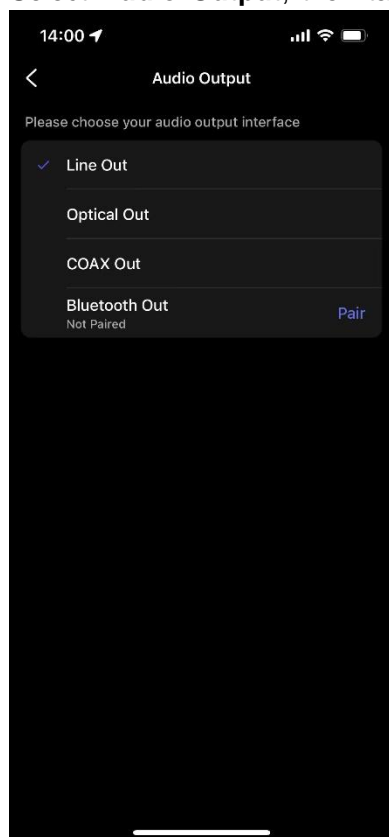 14:00
Audio Output
Please choose your audio output interface
Line Out
Optical Out
COAX Out
Bluetooth Out
Not Paired
Pair